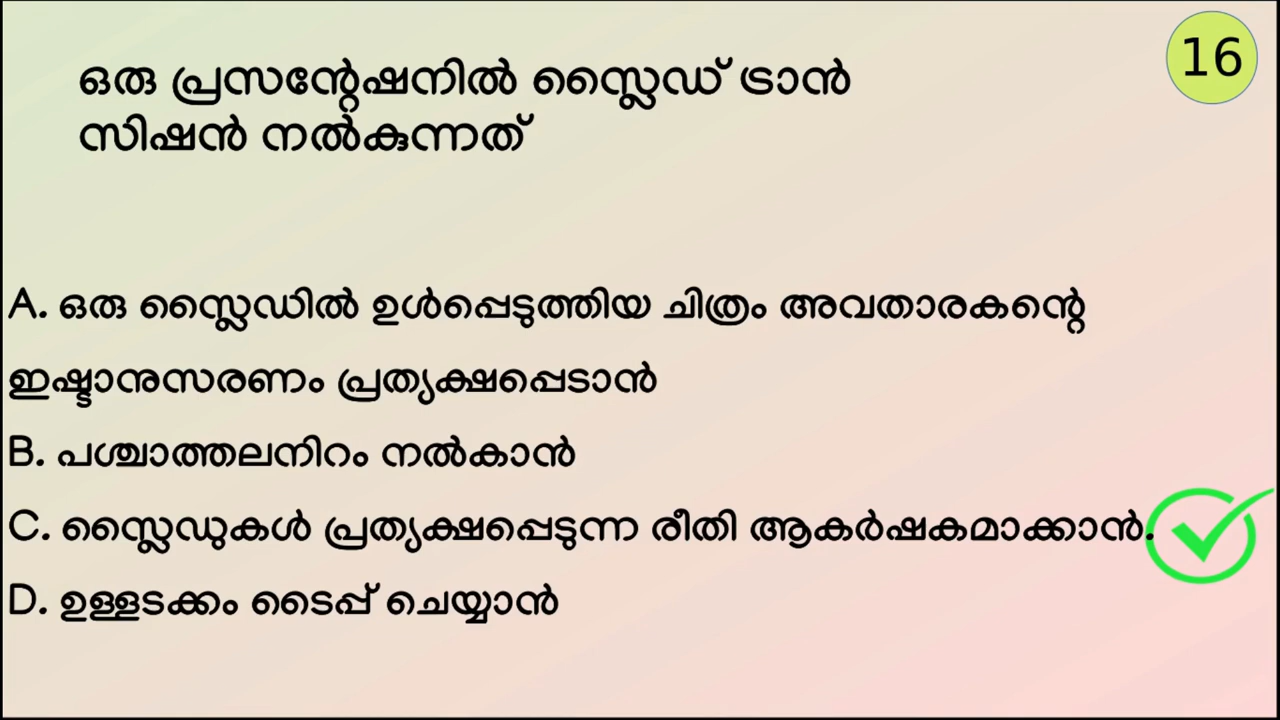 16
ഒരു പ്രസന്റേഷനിൽ സ്ലൈഡ് ട്രാൻ
സിഷൻ നൽകുന്നത്
A. ഒരു സ്ലൈഡിൽ ഉൾപ്പെടുത്തിയ ചിത്രം അവതാരകന്റെ
ഇഷ്ടാനുസരണം പ്രത്യക്ഷപ്പെടാൻ
B. പശ്ചാത്തലനിറം നൽകാൻ
C. സ്ലൈഡുകൾ പ്രത്യക്ഷപ്പെടുന്ന രീതി ആകർഷകമാക്കാൻ.
D. ഉള്ളടക്കം ടൈപ്പ് ചെയ്യാൻ